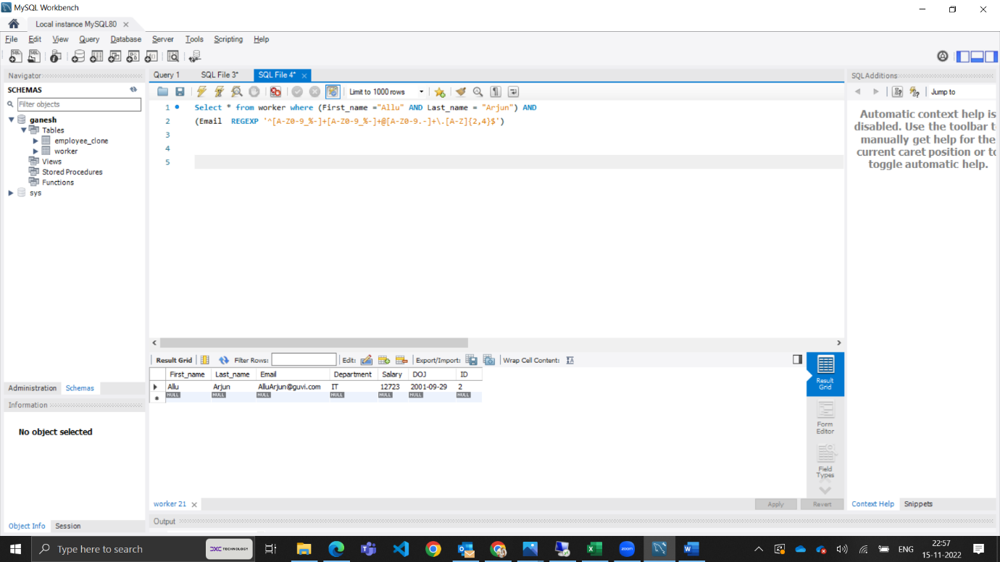 MySQL Workbench
Local instance MySQL80
File Edit View Query Database Server Tools Scripting Help
Navigator
SCHEMAS
Filter objects
ganesh
Tables
employee_clone
worker
Views
Stored Procedures
Functions
sys
Administration Schemas
Information
No object selected
Object Info Session
Query 1 SQL File 3* SQL File 4*
Limit to 1000 rows
1 Select * from worker where (First_name ="Allu" AND Last_name = "Arjun") AND
2 (Email REGEXP '^[A-Z0-9_%-]+[A-Z0-9_%-]+@[A-Z0-9.-]+\.[A-Z]{2,4}$')
3
4
5
Result Grid Filter Rows: Edit: Export/Import: Wrap Cell Content:
First_name Last_name Email Department Salary DOJ ID
Allu Arjun AlluArjun@guvi.com IT 12723 2001-09-29 2
NULL NULL NULL NULL NULL NULL NULL
Result
Grid
Form
Editor
Field
Types
worker 21
Apply Revert
Output
SQLAdditions
Jump to
Automatic context help is
disabled. Use the toolbar t
manually get help for the
current caret position or to
toggle automatic help.
Context Help Snippets
Type here to search
DXC TECHNOLOGY
zoom
ENG
22:57
15-11-2022